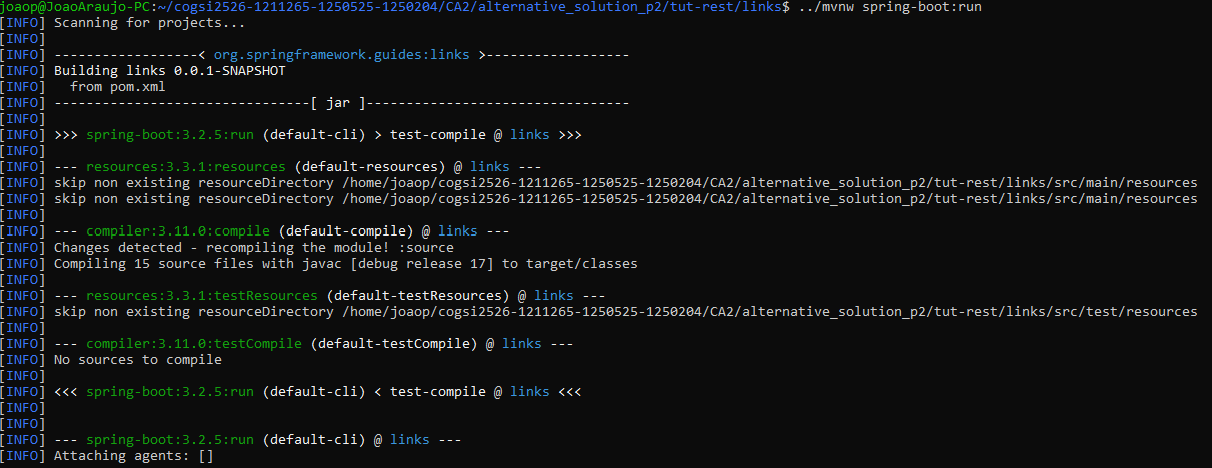 joaop@JoaoAraujo-PC:~/cogsi2526-1211265-1250525-1250204/CA2/alternative_solution_p2/tut-rest/links$ ../mvnw spring-boot:run
[INFO] Scanning for projects...
[INFO]
[INFO] ------------------< org.springframework.guides:links >------------------
[INFO] Building links 0.0.1-SNAPSHOT
[INFO]   from pom.xml
[INFO] --------------------------------[ jar ]---------------------------------
[INFO]
[INFO] >>> spring-boot:3.2.5:run (default-cli) > test-compile @ links >>>
[INFO]
[INFO] --- resources:3.3.1:resources (default-resources) @ links ---
[INFO] skip non existing resourceDirectory /home/joaop/cogsi2526-1211265-1250525-1250204/CA2/alternative_solution_p2/tut-rest/links/src/main/resources
[INFO] skip non existing resourceDirectory /home/joaop/cogsi2526-1211265-1250525-1250204/CA2/alternative_solution_p2/tut-rest/links/src/main/resources
[INFO]
[INFO] --- compiler:3.11.0:compile (default-compile) @ links ---
[INFO] Changes detected - recompiling the module! :source
[INFO] Compiling 15 source files with javac [debug release 17] to target/classes
[INFO]
[INFO] --- resources:3.3.1:testResources (default-testResources) @ links ---
[INFO] skip non existing resourceDirectory /home/joaop/cogsi2526-1211265-1250525-1250204/CA2/alternative_solution_p2/tut-rest/links/src/test/resources
[INFO]
[INFO] --- compiler:3.11.0:testCompile (default-testCompile) @ links ---
[INFO] No sources to compile
[INFO]
[INFO] <<< spring-boot:3.2.5:run (default-cli) < test-compile @ links <<<
[INFO]
[INFO]
[INFO] --- spring-boot:3.2.5:run (default-cli) @ links ---
[INFO] Attaching agents: []